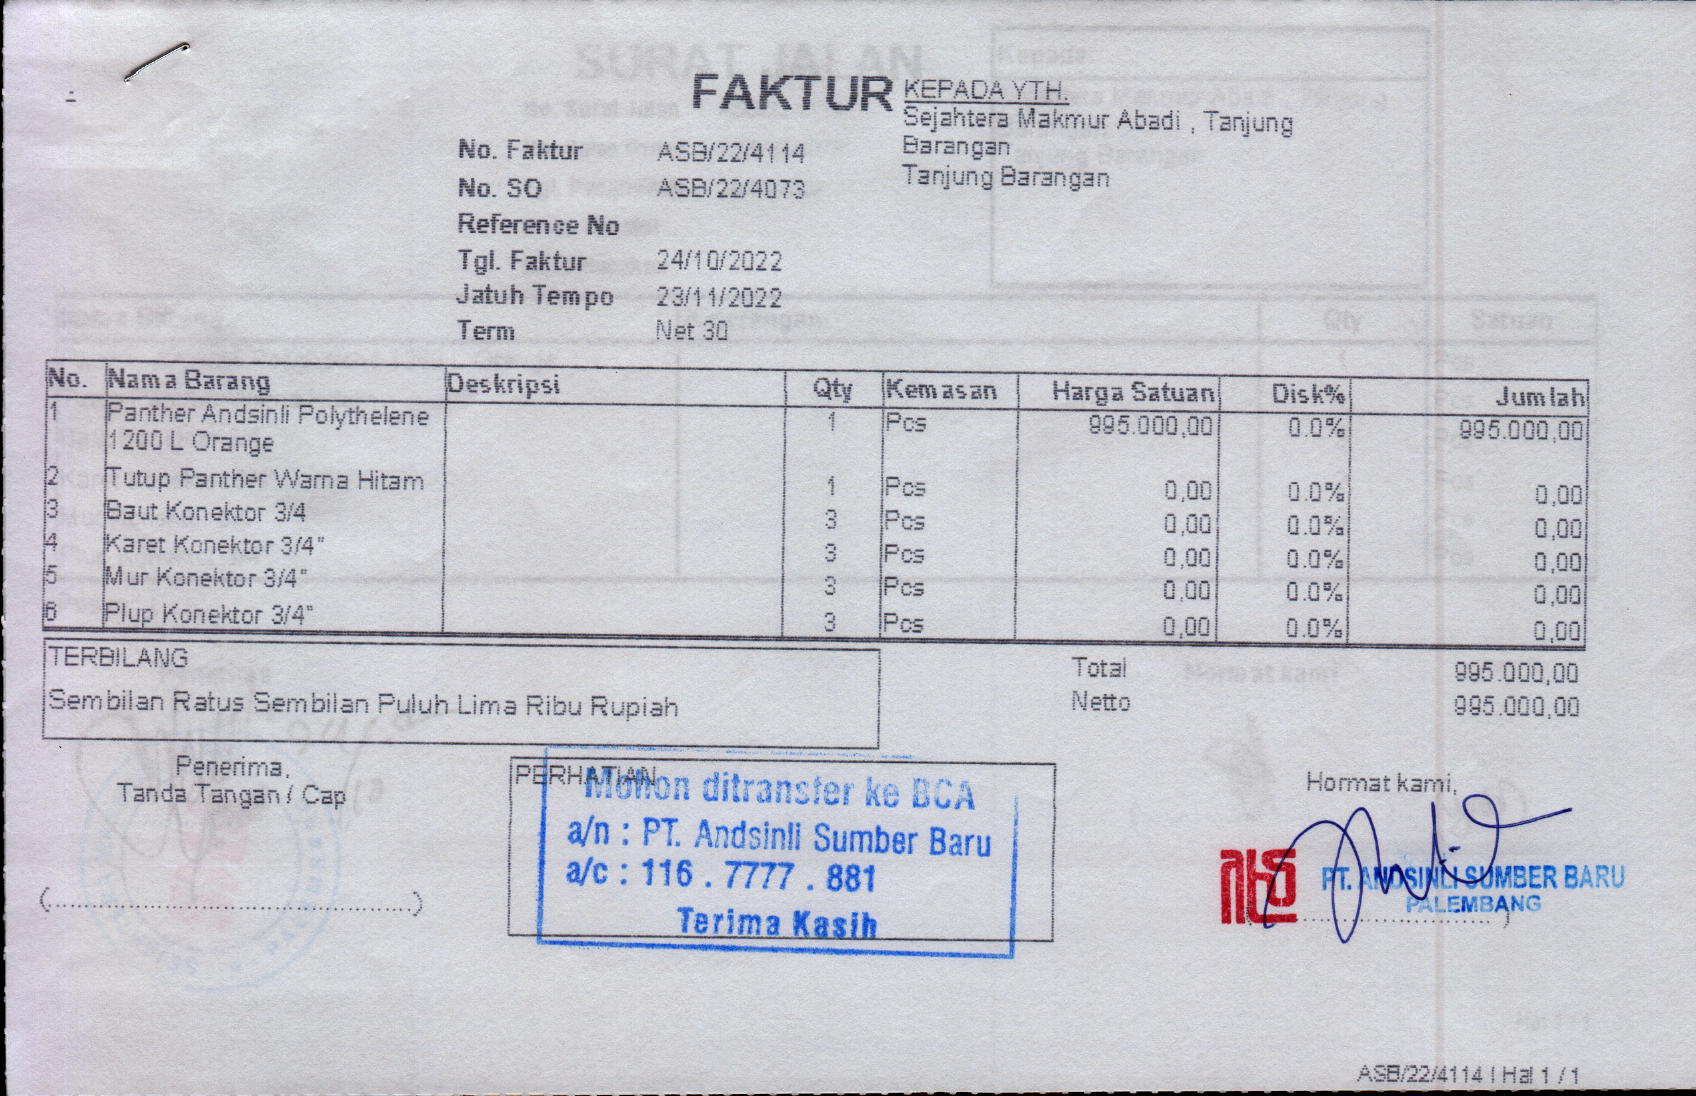 FAKTUR
KEPADA YTH.
Sejahtera Makmur Abadi , Tanjung
Barangan
Tanjung Barangan
No. Faktur ASB/22/4114
No. SO ASB/22/4073
Reference No
Tgl. Faktur 24/10/2022
Jatuh Tempo 23/11/2022
Term Net 30
No. Nama Barang Deskripsi Qty Kemasan Harga Satuan Disk% Jumlah
1 Panther Andsinli Polythelene 1 Pcs 995.000,00 0.0% 995.000,00
1200 L Orange
2 Tutup Panther Warna Hitam 1 Pcs 0,00 0.0% 0,00
3 Baut Konektor 3/4 3 Pcs 0,00 0.0% 0,00
4 Karet Konektor 3/4" 3 Pcs 0,00 0.0% 0,00
5 Mur Konektor 3/4" 3 Pcs 0,00 0.0% 0,00
6 Plup Konektor 3/4" 3 Pcs 0,00 0.0% 0,00
TERBILANG
Sembilan Ratus Sembilan Puluh Lima Ribu Rupiah
Total 995.000,00
Netto 995.000,00
Penerima,
Tanda Tangan / Cap
(........................................)
PERHATIAN
Mohon ditransfer ke BCA
a/n : PT. Andsinli Sumber Baru
a/c : 116 . 7777 . 881
Terima Kasih
Hormat kami,
PT. ANDSINLI SUMBER BARU
PALEMBANG
ASB/22/4114 | Hal 1 / 1